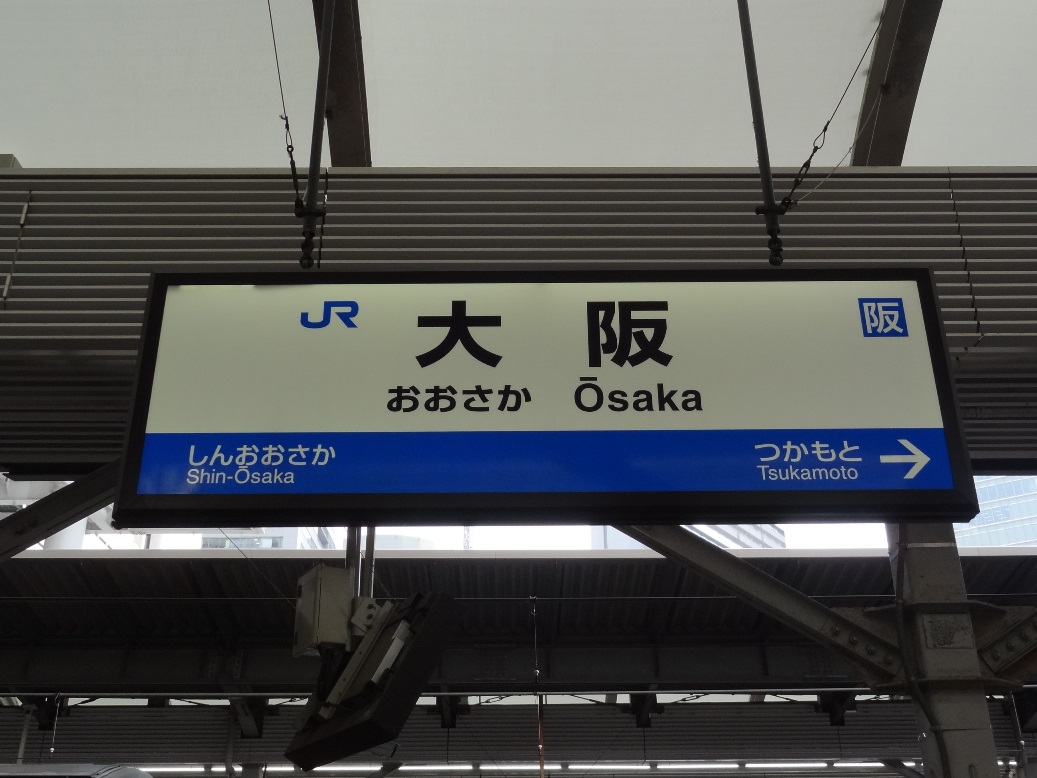 JR 大阪 阪
おおさか Ōsaka
しんおおさか つかもと →
Shin-Ōsaka Tsukamoto